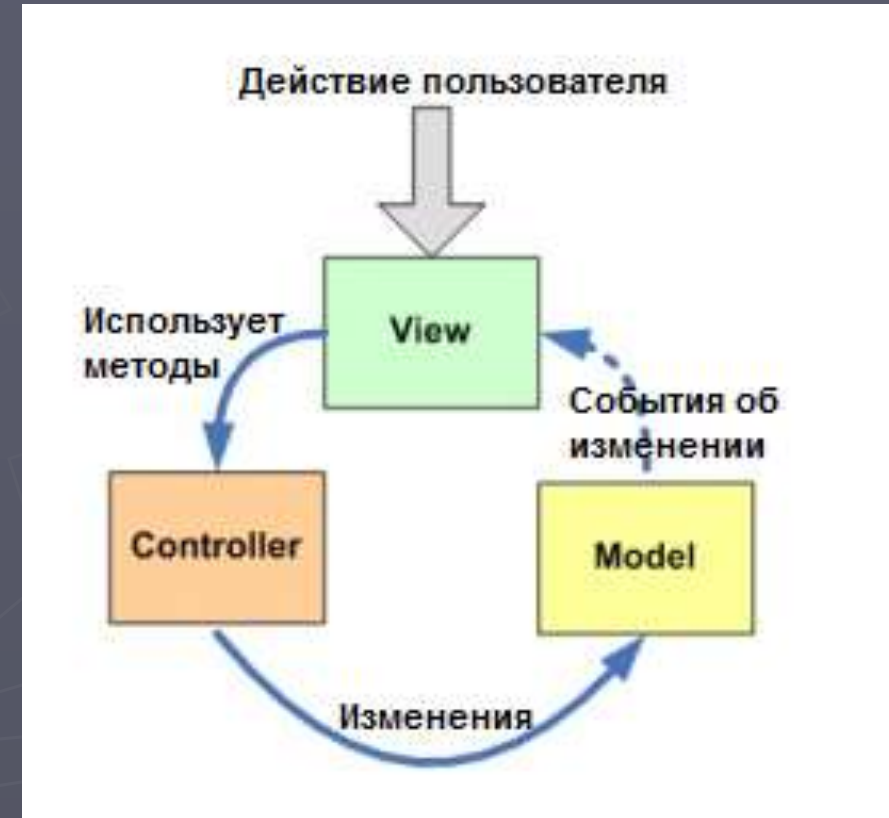 Действие пользователя
View
Использует
методы
События об
изменении
Controller
Model
Изменения